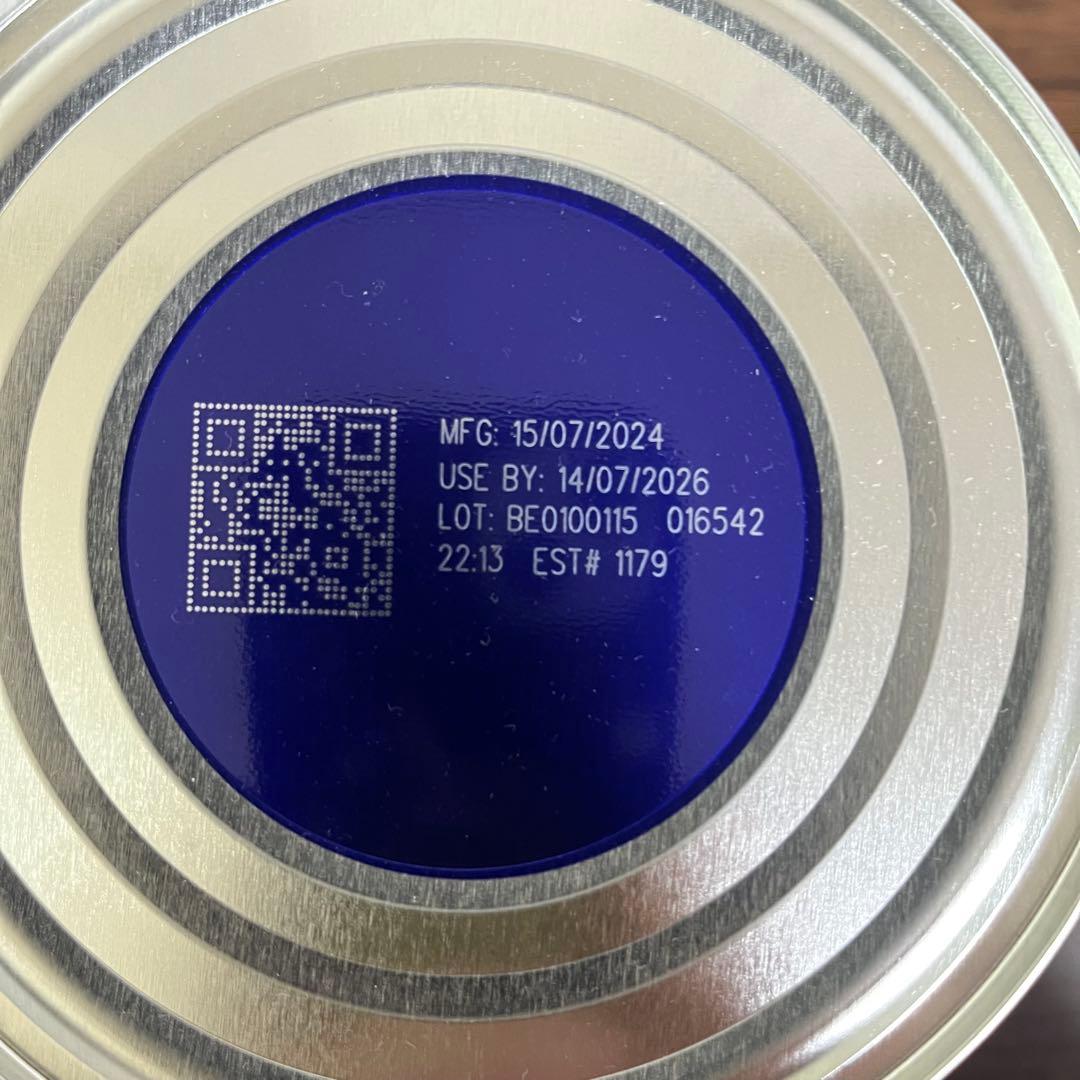 MFG: 15/07/2024
USE BY: 14/07/2026
LOT: BE0100115 016542
22:13 EST# 1179